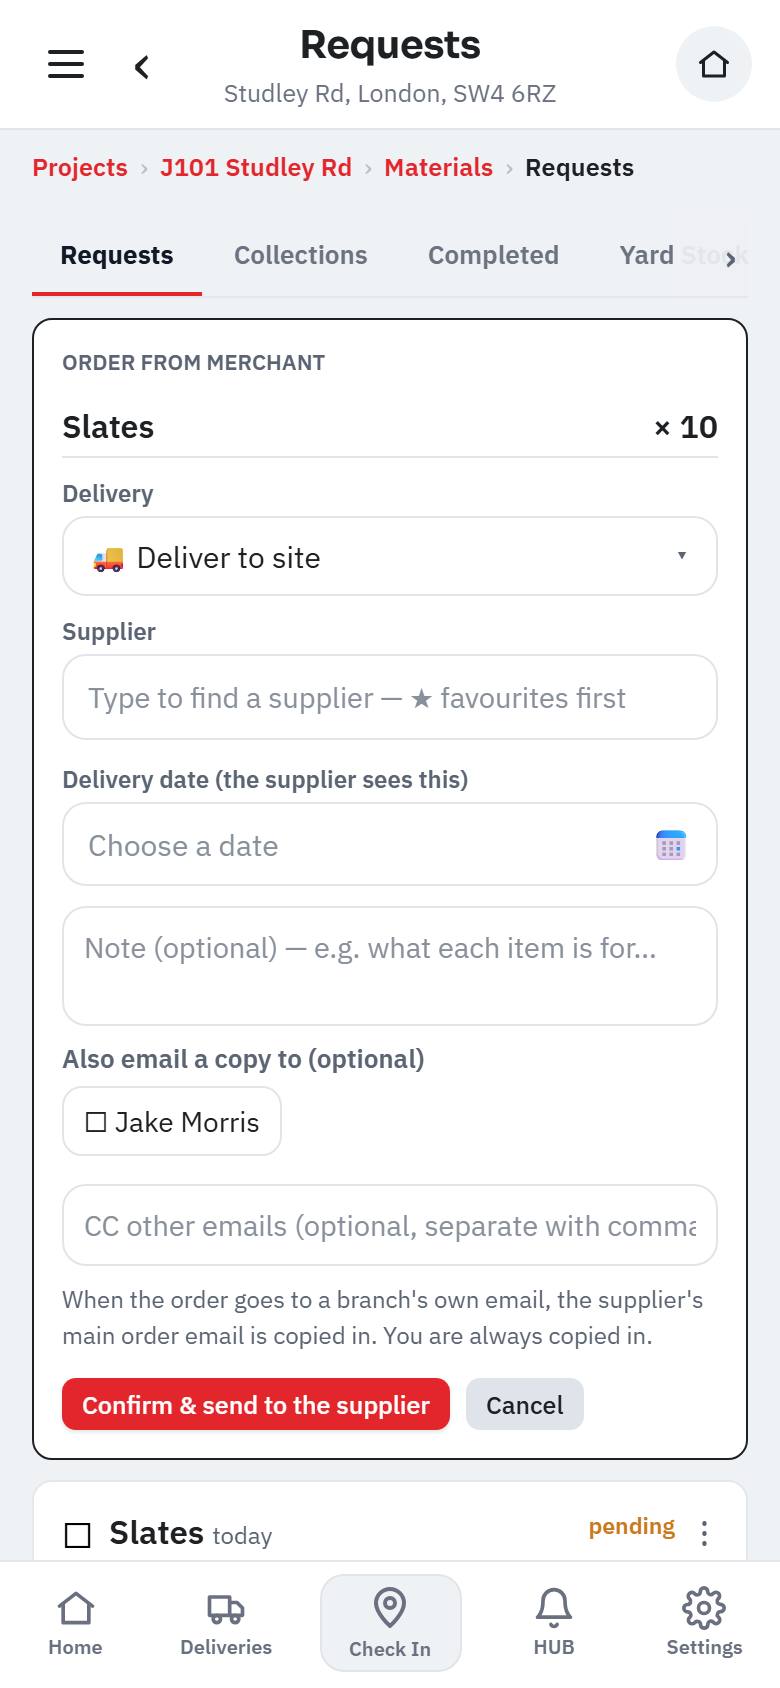 Requests
Studley Rd, London, SW4 6RZ
Projects › J101 Studley Rd › Materials › Requests
Requests Collections Completed Yard Stock
ORDER FROM MERCHANT
Slates × 10
Delivery
🚚 Deliver to site ▾
Supplier
Type to find a supplier — ★ favourites first
Delivery date (the supplier sees this)
Choose a date
Note (optional) — e.g. what each item is for...
Also email a copy to (optional)
☐ Jake Morris
CC other emails (optional, separate with comma
When the order goes to a branch's own email, the supplier's
main order email is copied in. You are always copied in.
Confirm & send to the supplier Cancel
☐ Slates today pending ⋮
Home Deliveries Check In HUB Settings